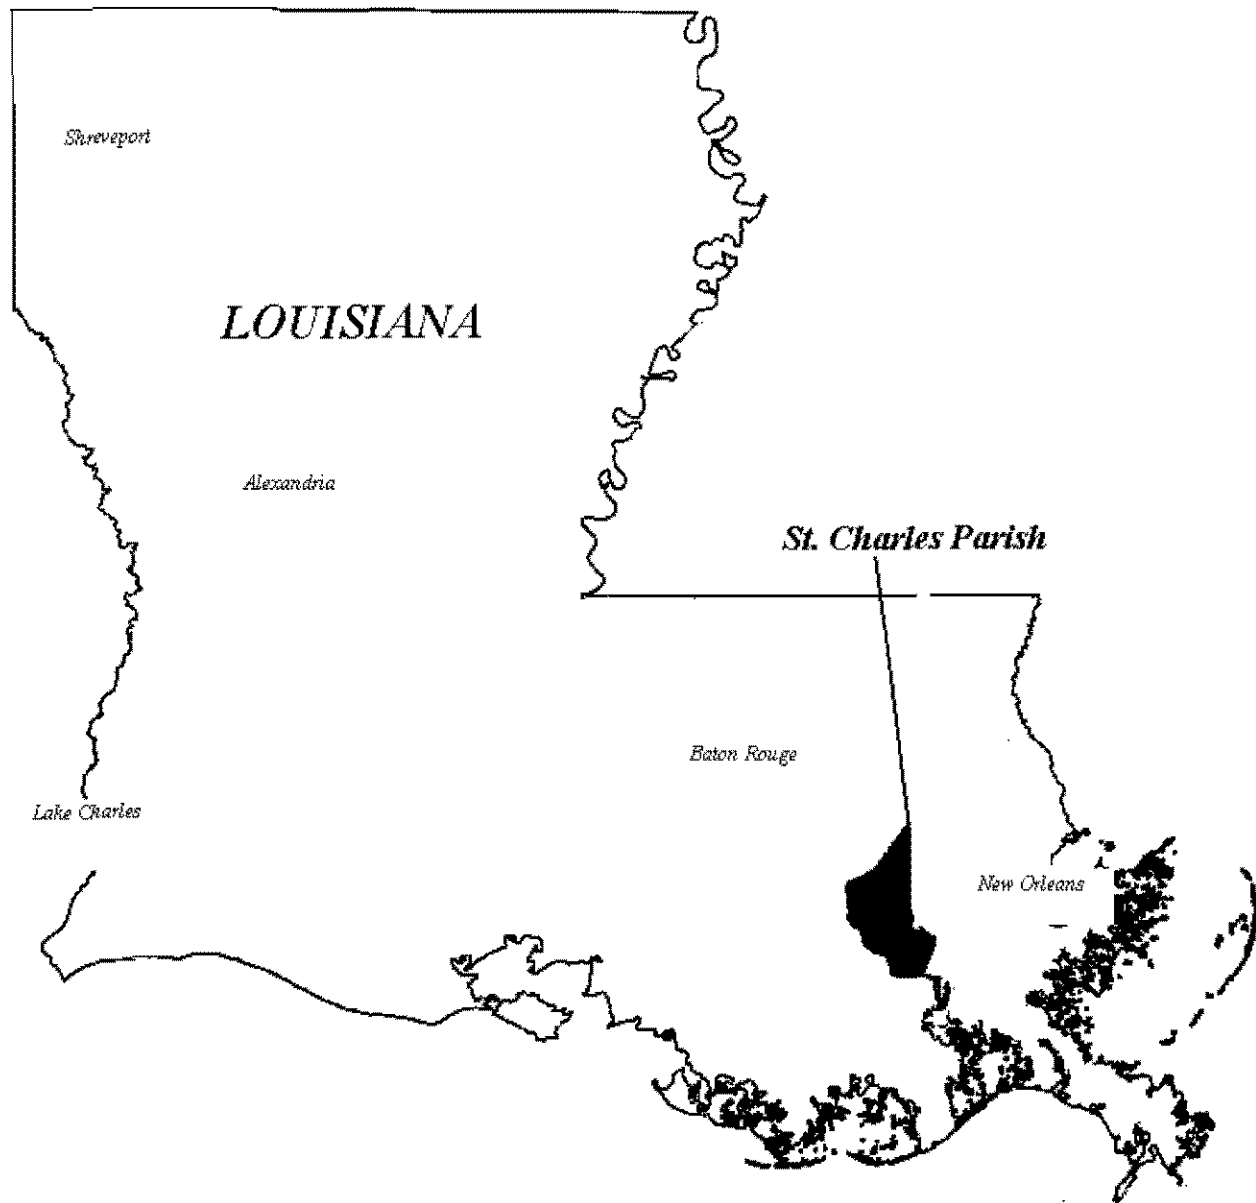 Shreveport
LOUISIANA
Alexandria
St. Charles Parish
Baton Rouge
Lake Charles
New Orleans